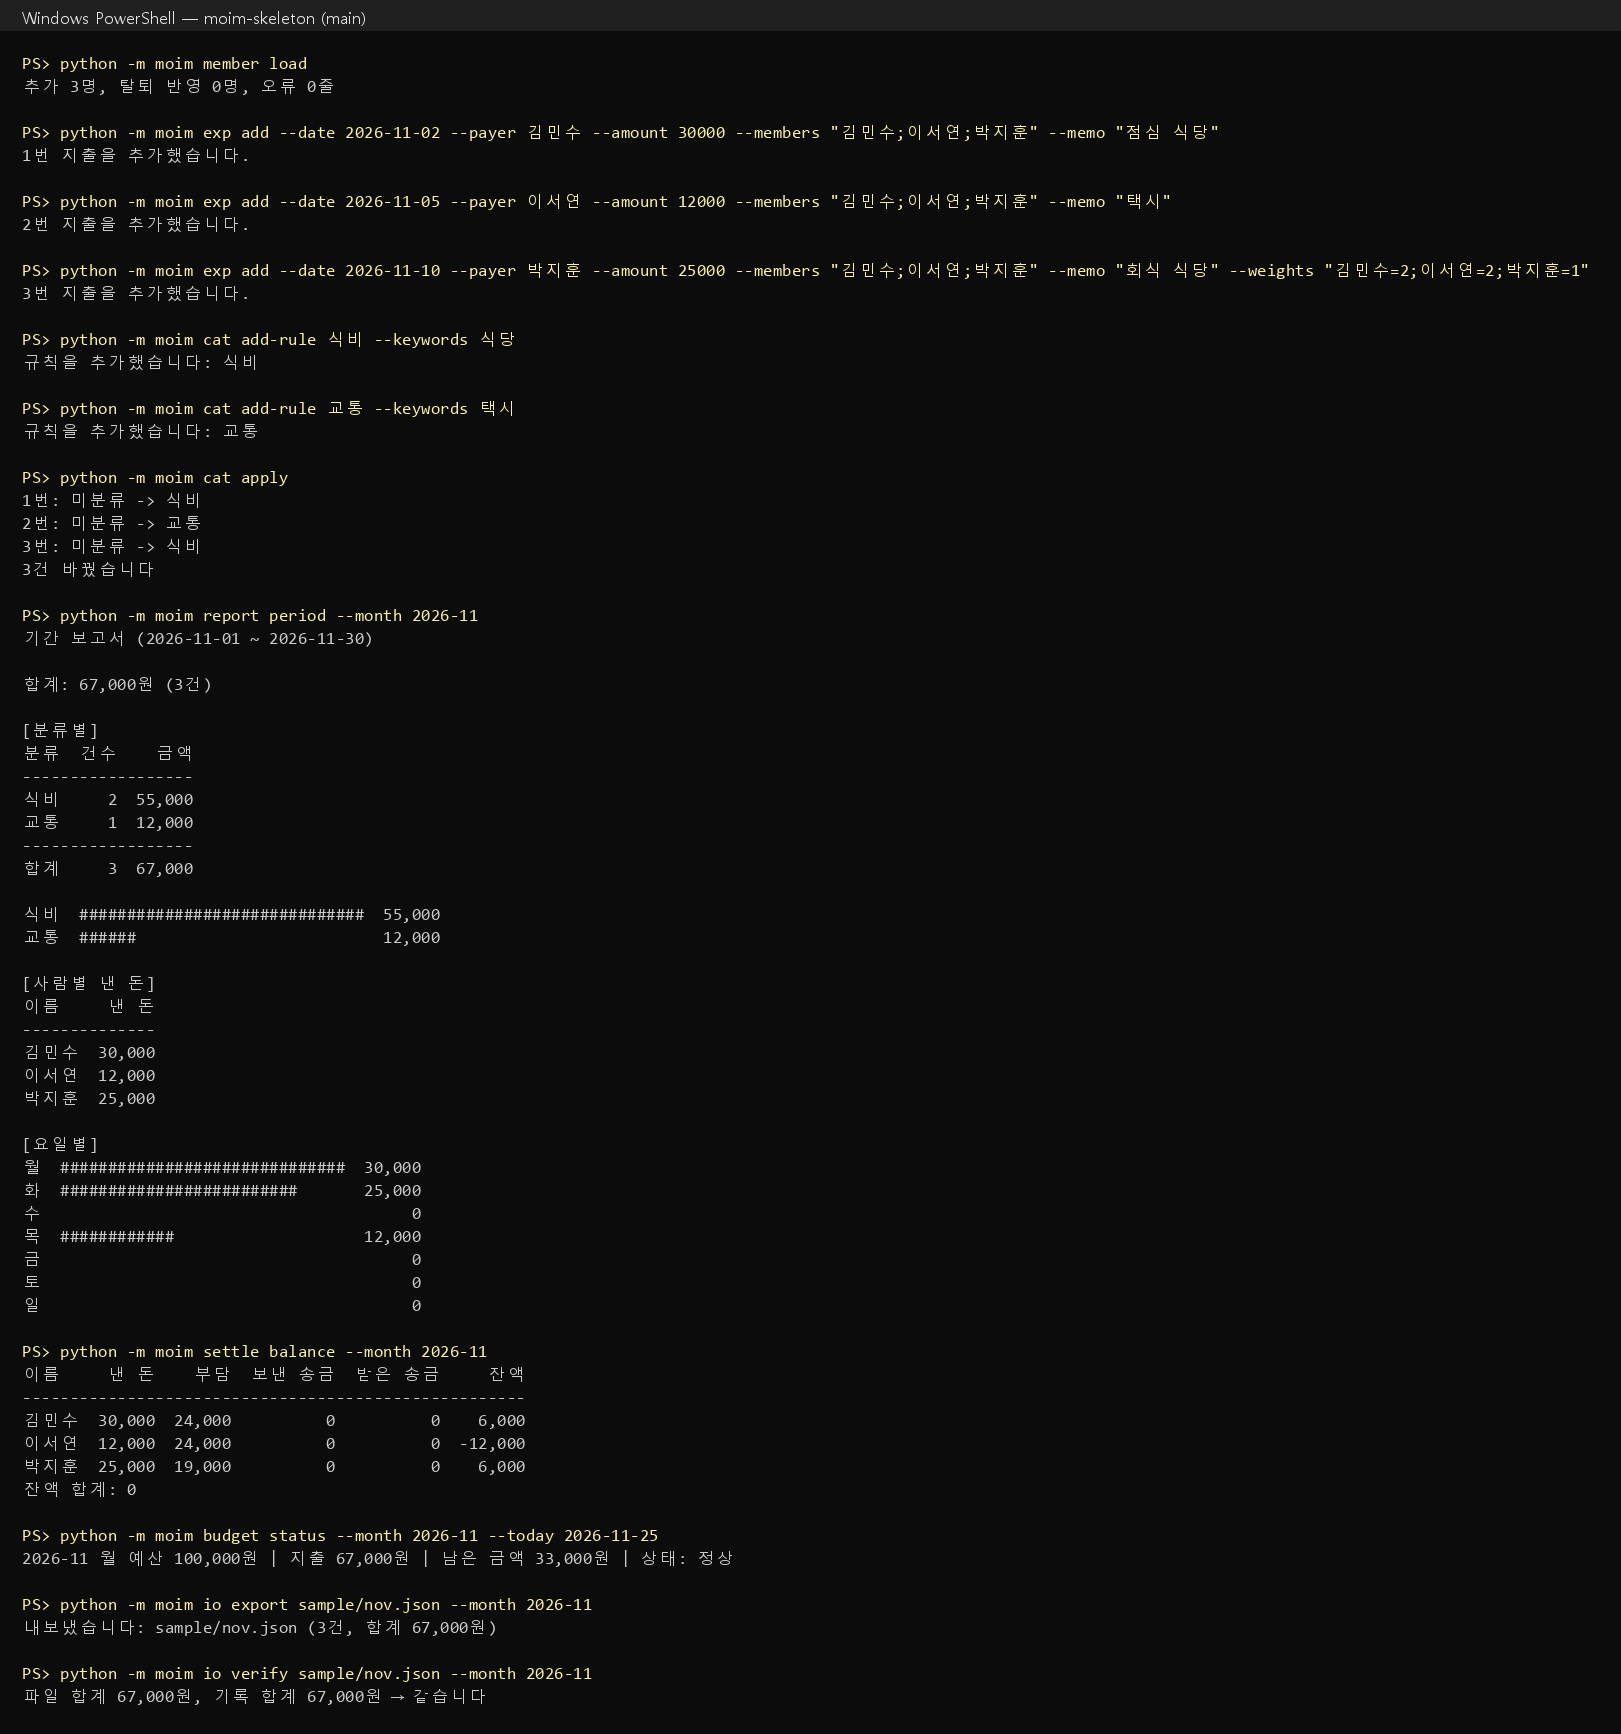 Windows PowerShell — moim-skeleton (main)
PS> python -m moim member load
추가 3명, 탈퇴 반영 0명, 오류 0줄
PS> python -m moim exp add --date 2026-11-02 --payer 김민수 --amount 30000 --members "김민수;이서연;박지훈" --memo "점심 식당"
1번 지출을 추가했습니다.
PS> python -m moim exp add --date 2026-11-05 --payer 이서연 --amount 12000 --members "김민수;이서연;박지훈" --memo "택시"
2번 지출을 추가했습니다.
PS> python -m moim exp add --date 2026-11-10 --payer 박지훈 --amount 25000 --members "김민수;이서연;박지훈" --memo "회식 식당" --weights "김민수=2;이서연=2;박지훈=1"
3번 지출을 추가했습니다.
PS> python -m moim cat add-rule 식비 --keywords 식당
규칙을 추가했습니다: 식비
PS> python -m moim cat add-rule 교통 --keywords 택시
규칙을 추가했습니다: 교통
PS> python -m moim cat apply
1번: 미분류 -> 식비
2번: 미분류 -> 교통
3번: 미분류 -> 식비
3건 바꿨습니다
PS> python -m moim report period --month 2026-11
기간 보고서 (2026-11-01 ~ 2026-11-30)
합계: 67,000원 (3건)
[분류별]
분류  건수    금액
------------------
식비     2  55,000
교통     1  12,000
------------------
합계     3  67,000
식비  ##############################  55,000
교통  ######                          12,000
[사람별 낸 돈]
이름     낸 돈
--------------
김민수  30,000
이서연  12,000
박지훈  25,000
[요일별]
월  ##############################  30,000
화  #########################       25,000
수                                       0
목  ############                    12,000
금                                       0
토                                       0
일                                       0
PS> python -m moim settle balance --month 2026-11
이름     낸 돈    부담  보낸 송금  받은 송금     잔액
-----------------------------------------------------
김민수  30,000  24,000          0          0    6,000
이서연  12,000  24,000          0          0  -12,000
박지훈  25,000  19,000          0          0    6,000
잔액 합계: 0
PS> python -m moim budget status --month 2026-11 --today 2026-11-25
2026-11 월 예산 100,000원 | 지출 67,000원 | 남은 금액 33,000원 | 상태: 정상
PS> python -m moim io export sample/nov.json --month 2026-11
내보냈습니다: sample/nov.json (3건, 합계 67,000원)
PS> python -m moim io verify sample/nov.json --month 2026-11
파일 합계 67,000원, 기록 합계 67,000원 → 같습니다